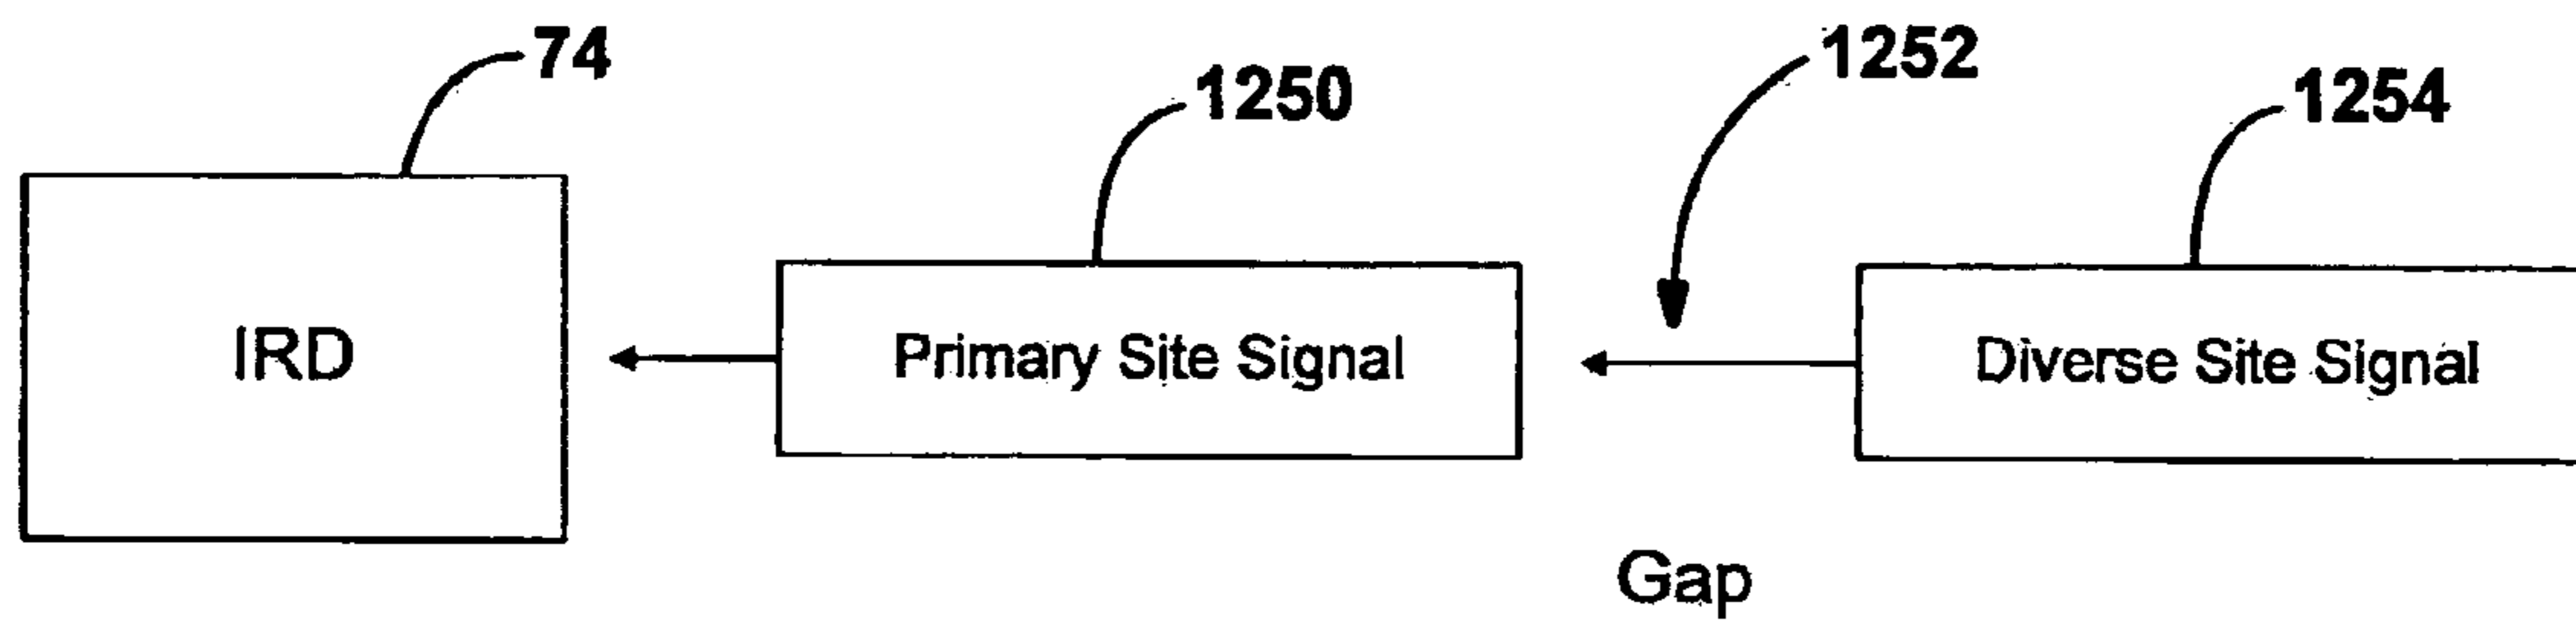 74
1250
1252
1254
IRD
Primary Site Signal
Diverse Site Signal
Gap